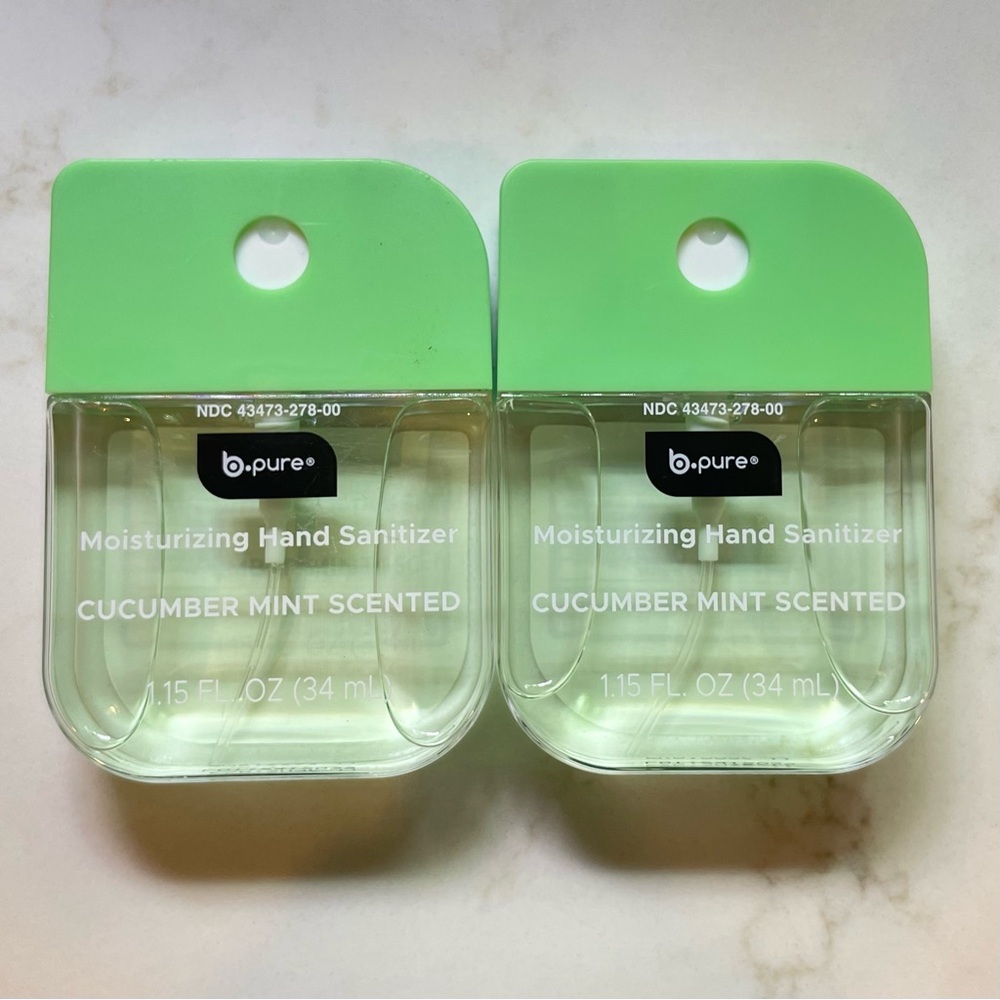 NDC 43473-278-00
b.pure®
Moisturizing Hand Sanitizer
CUCUMBER MINT SCENTED
1.15 FL. OZ (34 mL)
NDC 43473-278-00
b.pure®
Moisturizing Hand Sanitizer
CUCUMBER MINT SCENTED
1.15 FL. OZ (34 mL)